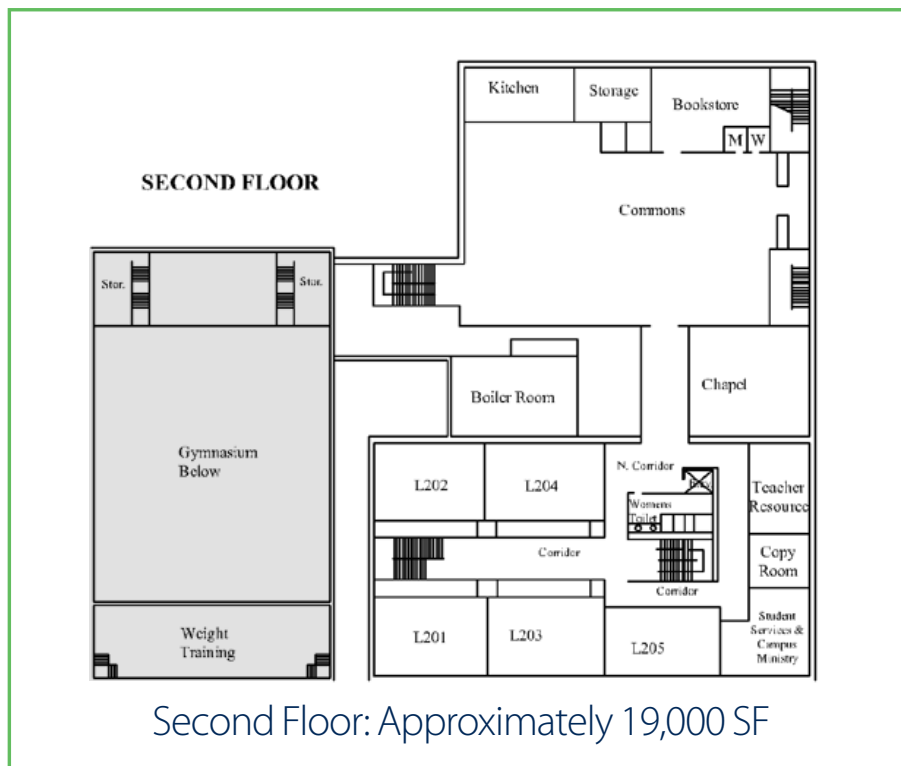 Kitchen
Storage
Bookstore
M W
SECOND FLOOR
Commons
Stor.
Stor.
Chapel
Boiler Room
Gymnasium
Below
N. Corridor
L202
L204
Elev.
Womens
Toilet
Teacher
Resource
Corridor
Copy
Room
Corridor
Weight
Training
L201
L203
L205
Student
Services &
Campus
Ministry
Second Floor: Approximately 19,000 SF